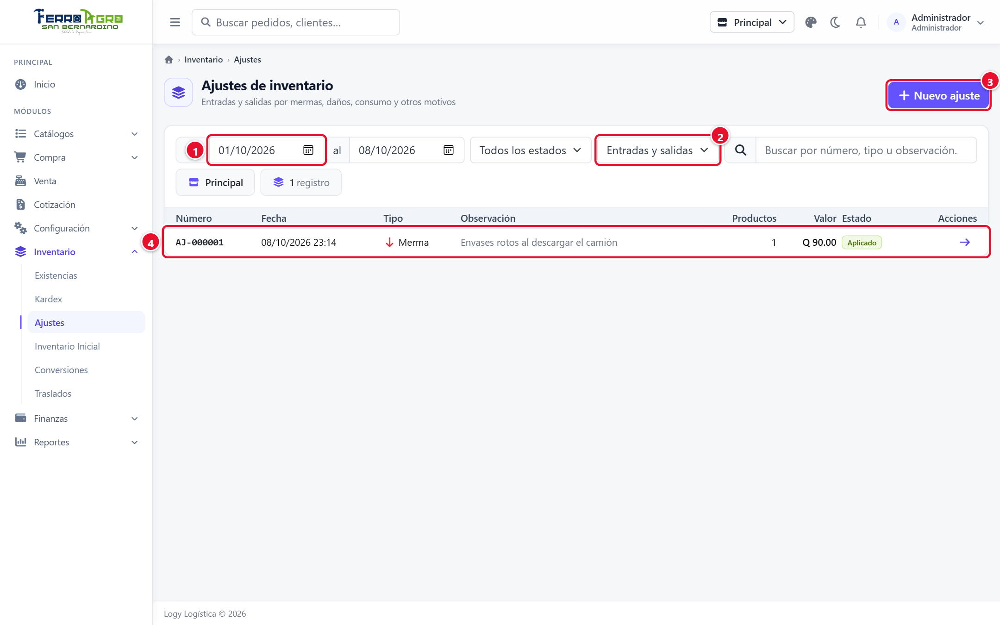 FERRO AGRO
SAN BERNARDINO
Buscar pedidos, clientes...
Principal
A
Administrador
Administrador
PRINCIPAL
Inicio
MÓDULOS
Catálogos
Compra
Venta
Cotización
Configuración
Inventario
Existencias
Kardex
Ajustes
Inventario Inicial
Conversiones
Traslados
Finanzas
Reportes
Inventario › Ajustes
Ajustes de inventario
Entradas y salidas por mermas, daños, consumo y otros motivos
3
+ Nuevo ajuste
1
01/10/2026 al 08/10/2026
Todos los estados
2
Entradas y salidas
Buscar por número, tipo u observación.
Principal
1 registro
Número Fecha Tipo Observación Productos Valor Estado Acciones
4
AJ-000001 08/10/2026 23:14 Merma Envases rotos al descargar el camión 1 Q 90.00 Aplicado
Logy Logística © 2026